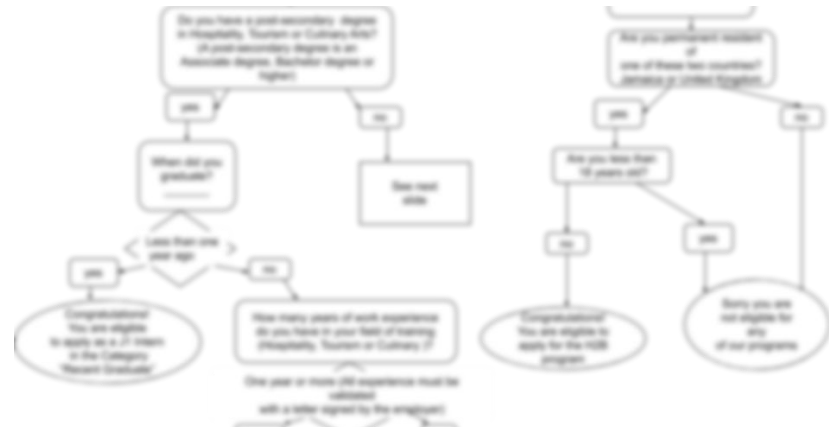 Do you have a post-secondary degree
in Hospitality, Tourism or Culinary Arts?
(A post-secondary degree is an
Associate degree, Bachelor degree or
higher)
yes
no
When did you
graduate?
See next
slide
Less than one
year ago
yes
no
Congratulations!
You are eligible
to apply as a J1 Intern
in the Category
"Recent Graduate"
How many years of work experience
do you have in your field of training
(Hospitality, Tourism or Culinary )?
One year or more (All experience must be
validated
with a letter signed by the employer)
Are you permanent resident
of
one of these two countries?
Jamaica or United Kingdom
yes
no
Are you less than
18 years old?
no
yes
Congratulations!
You are eligible to
apply for the H2B
program
Sorry you are
not eligible for
any
of our programs